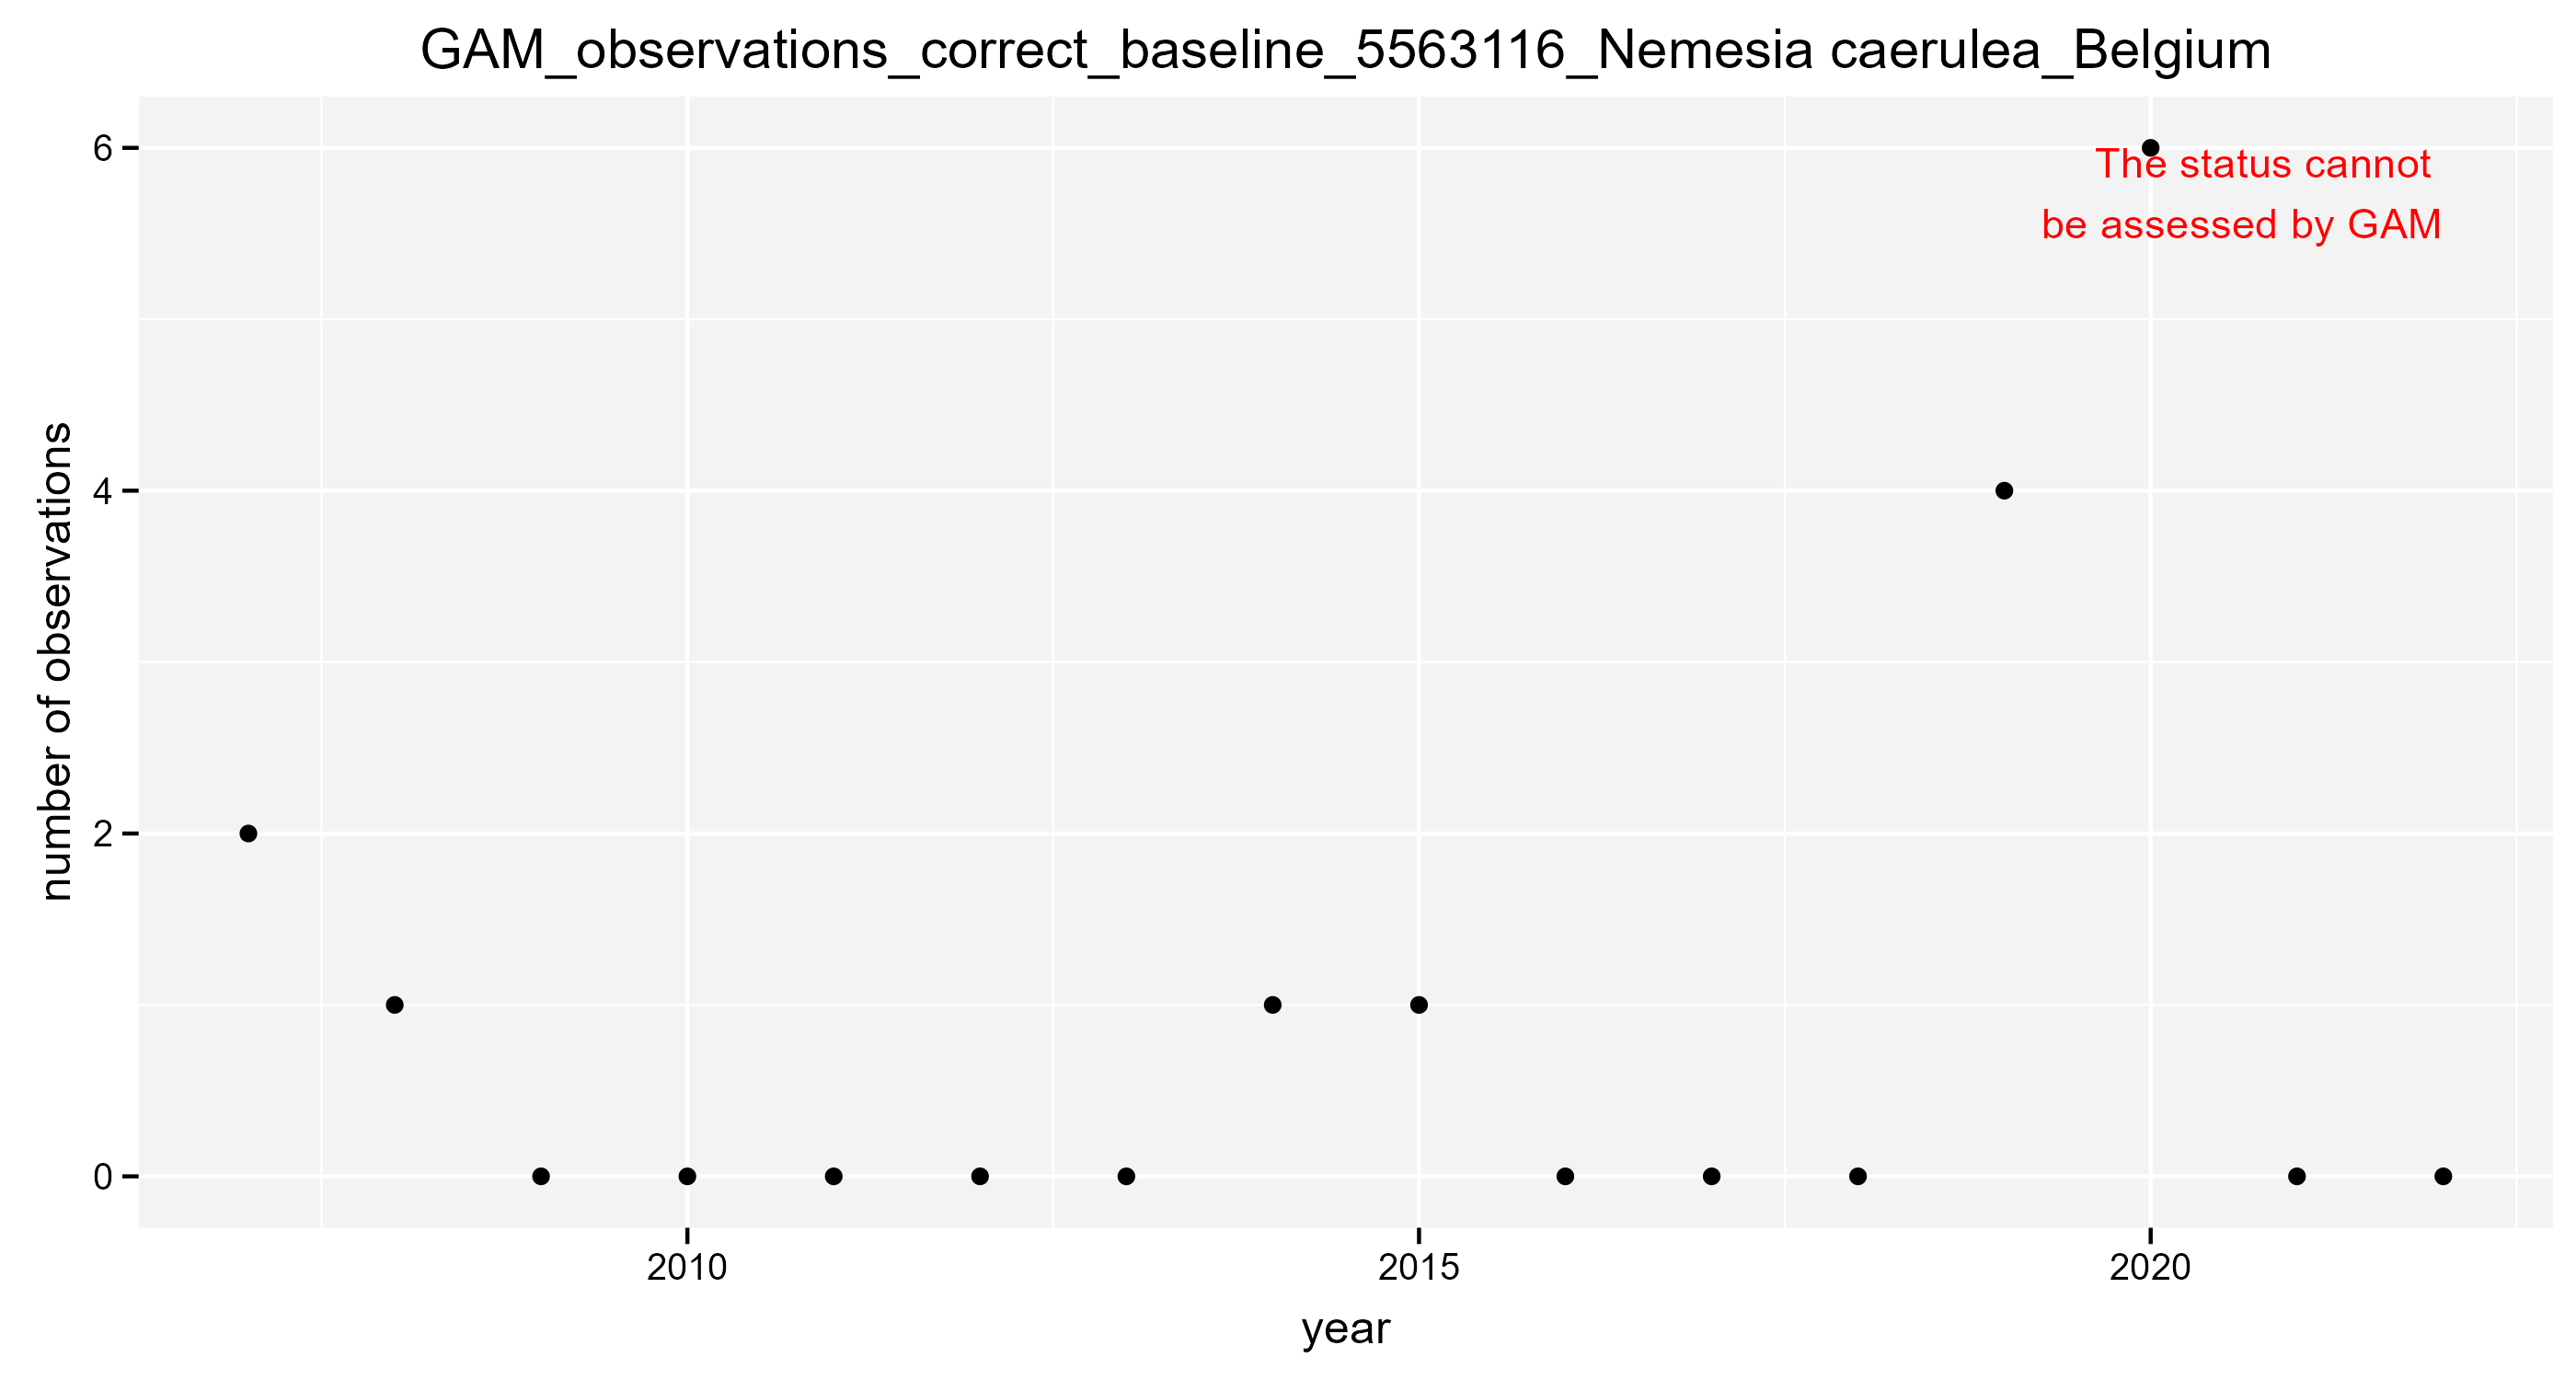 GAM_observations_correct_baseline_5563116_Nemesia caerulea_Belgium
6
The status cannot
be assessed by GAM
4
number of observations
2
0
2010
2015
2020
year